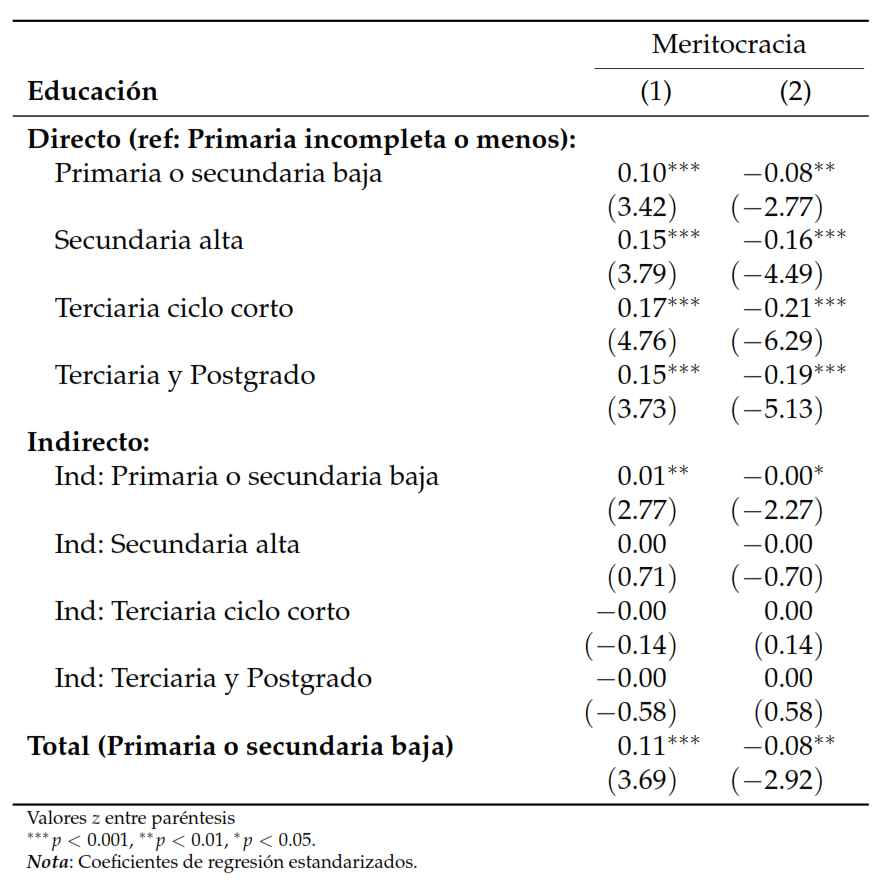 Meritocracia
Educación (1) (2)
Directo (ref: Primaria incompleta o menos):
Primaria o secundaria baja 0.10*** −0.08**
(3.42) (−2.77)
Secundaria alta 0.15*** −0.16***
(3.79) (−4.49)
Terciaria ciclo corto 0.17*** −0.21***
(4.76) (−6.29)
Terciaria y Postgrado 0.15*** −0.19***
(3.73) (−5.13)
Indirecto:
Ind: Primaria o secundaria baja 0.01** −0.00*
(2.77) (−2.27)
Ind: Secundaria alta 0.00 −0.00
(0.71) (−0.70)
Ind: Terciaria ciclo corto −0.00 0.00
(−0.14) (0.14)
Ind: Terciaria y Postgrado −0.00 0.00
(−0.58) (0.58)
Total (Primaria o secundaria baja) 0.11*** −0.08**
(3.69) (−2.92)
Valores z entre paréntesis
***p < 0.001, **p < 0.01, *p < 0.05.
Nota: Coeficientes de regresión estandarizados.